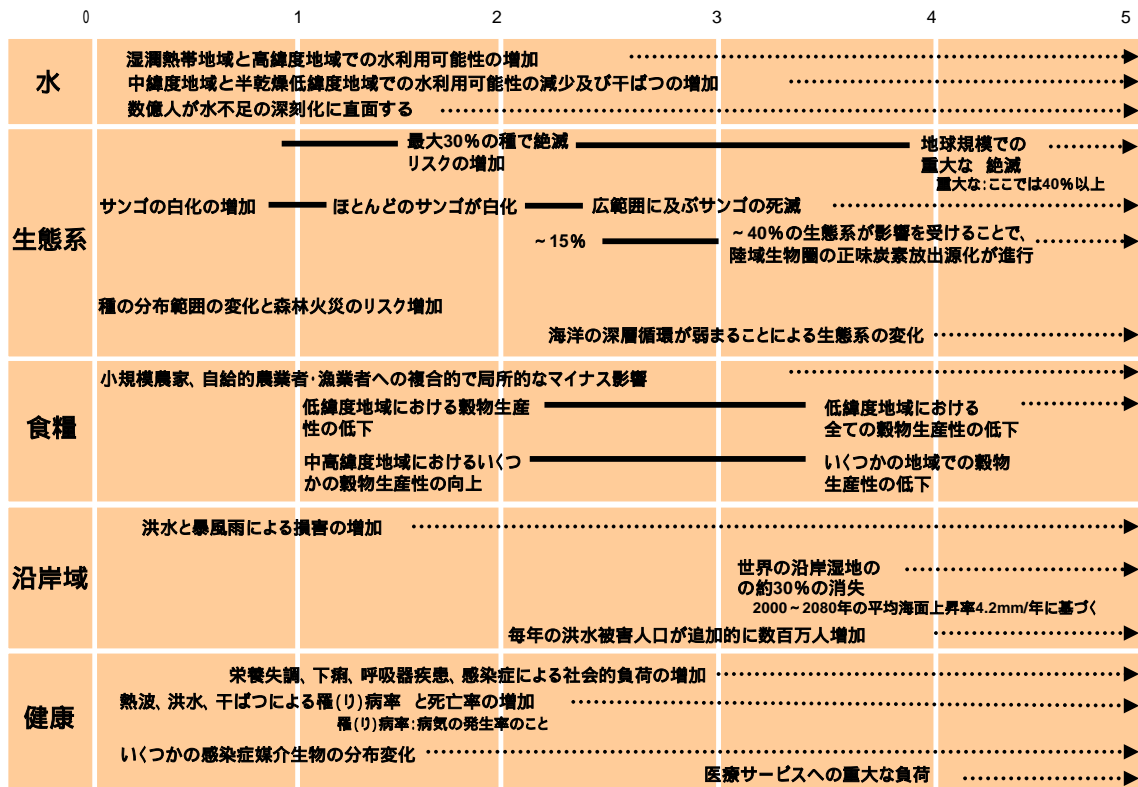 0 1 2 3 4 5
水
湿潤熱帯地域と高緯度地域での水利用可能性の増加
中緯度地域と半乾燥低緯度地域での水利用可能性の減少及び干ばつの増加
数億人が水不足の深刻化に直面する
生態系
最大30%の種で絶滅
リスクの増加
地球規模での
重大な 絶滅
重大な:ここでは40%以上
サンゴの白化の増加
ほとんどのサンゴが白化
広範囲に及ぶサンゴの死滅
~15%
~40%の生態系が影響を受けることで、
陸域生物圏の正味炭素放出源化が進行
種の分布範囲の変化と森林火災のリスク増加
海洋の深層循環が弱まることによる生態系の変化
食糧
小規模農家、自給的農業者・漁業者への複合的で局所的なマイナス影響
低緯度地域における穀物生産
性の低下
低緯度地域における
全ての穀物生産性の低下
中高緯度地域におけるいくつ
かの穀物生産性の向上
いくつかの地域での穀物
生産性の低下
沿岸域
洪水と暴風雨による損害の増加
世界の沿岸湿地の
の約30%の消失
2000~2080年の平均海面上昇率4.2mm/年に基づく
毎年の洪水被害人口が追加的に数百万人増加
健康
栄養失調、下痢、呼吸器疾患、感染症による社会的負荷の増加
熱波、洪水、干ばつによる罹(り)病率 と死亡率の増加
罹(り)病率:病気の発生率のこと
いくつかの感染症媒介生物の分布変化
医療サービスへの重大な負荷